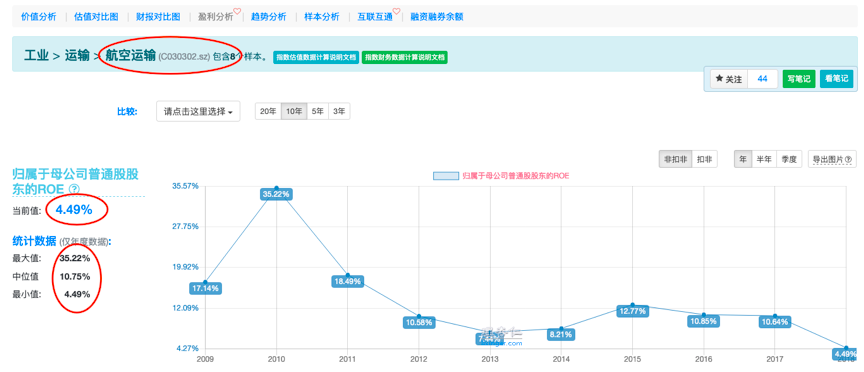 价值分析 估值对比图 财报对比图 盈利分析 趋势分析 样本分析 互联互通 融资融券余额
工业 > 运输 > 航空运输 (C030302.sz) 包含8个样本。 指数估值数据计算说明文档 指数财务数据计算说明文档
★ 关注 44 写笔记 看笔记
比较: 请点击这里选择 20年 10年 5年 3年
非扣非 扣非 年 半年 季度 导出图片
归属于母公司普通股股东的ROE
归属于母公司普通股股
东的ROE
当前值: 4.49%
统计数据 (仅年度数据):
最大值: 35.22%
中位值 10.75%
最小值: 4.49%
35.57%
27.75%
19.92%
12.09%
4.27%
17.14%
35.22%
18.49%
10.58%
7.44%
8.21%
12.77%
10.85%
10.64%
4.49%
2009 2010 2011 2012 2013 2014 2015 2016 2017 2018